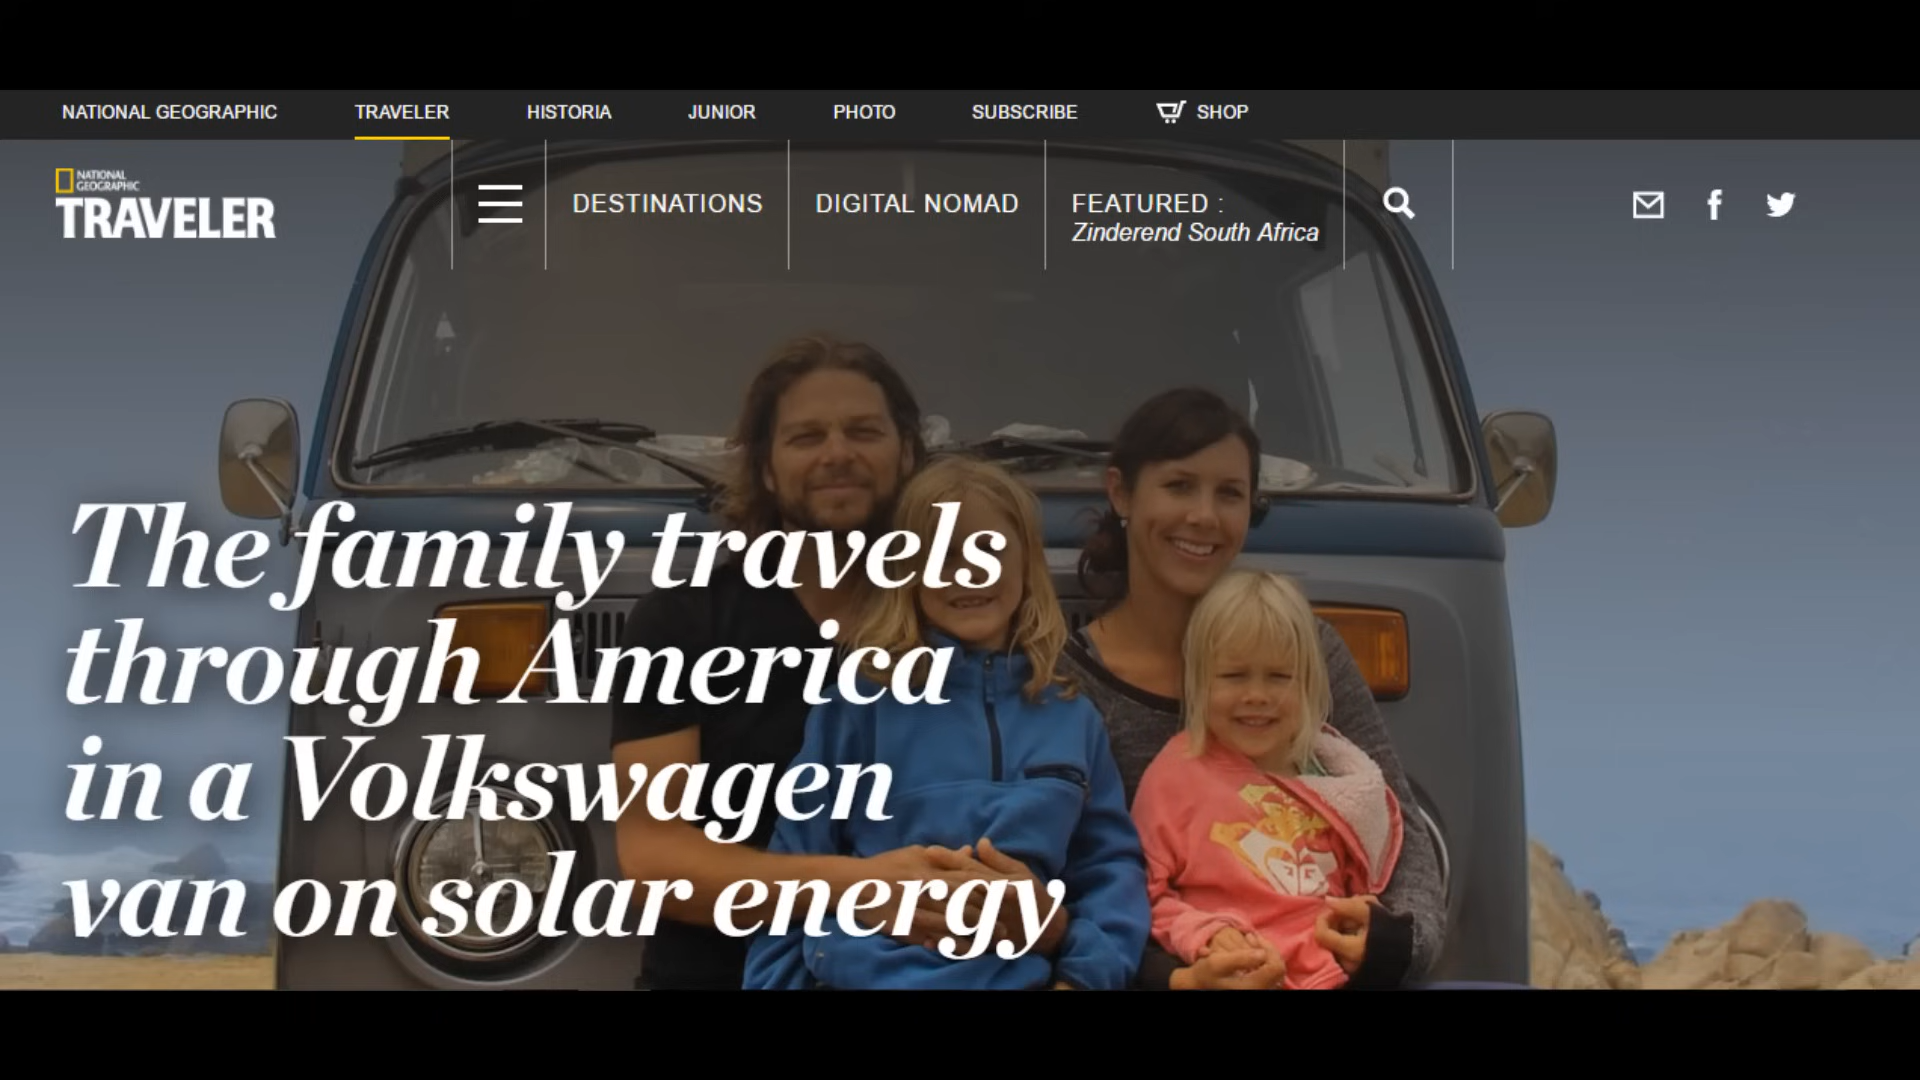 NATIONAL GEOGRAPHIC TRAVELER HISTORIA JUNIOR PHOTO SUBSCRIBE SHOP
NATIONAL
GEOGRAPHIC
TRAVELER
DESTINATIONS DIGITAL NOMAD FEATURED :
Zinderend South Africa
The family travels
through America
in a Volkswagen
van on solar energy